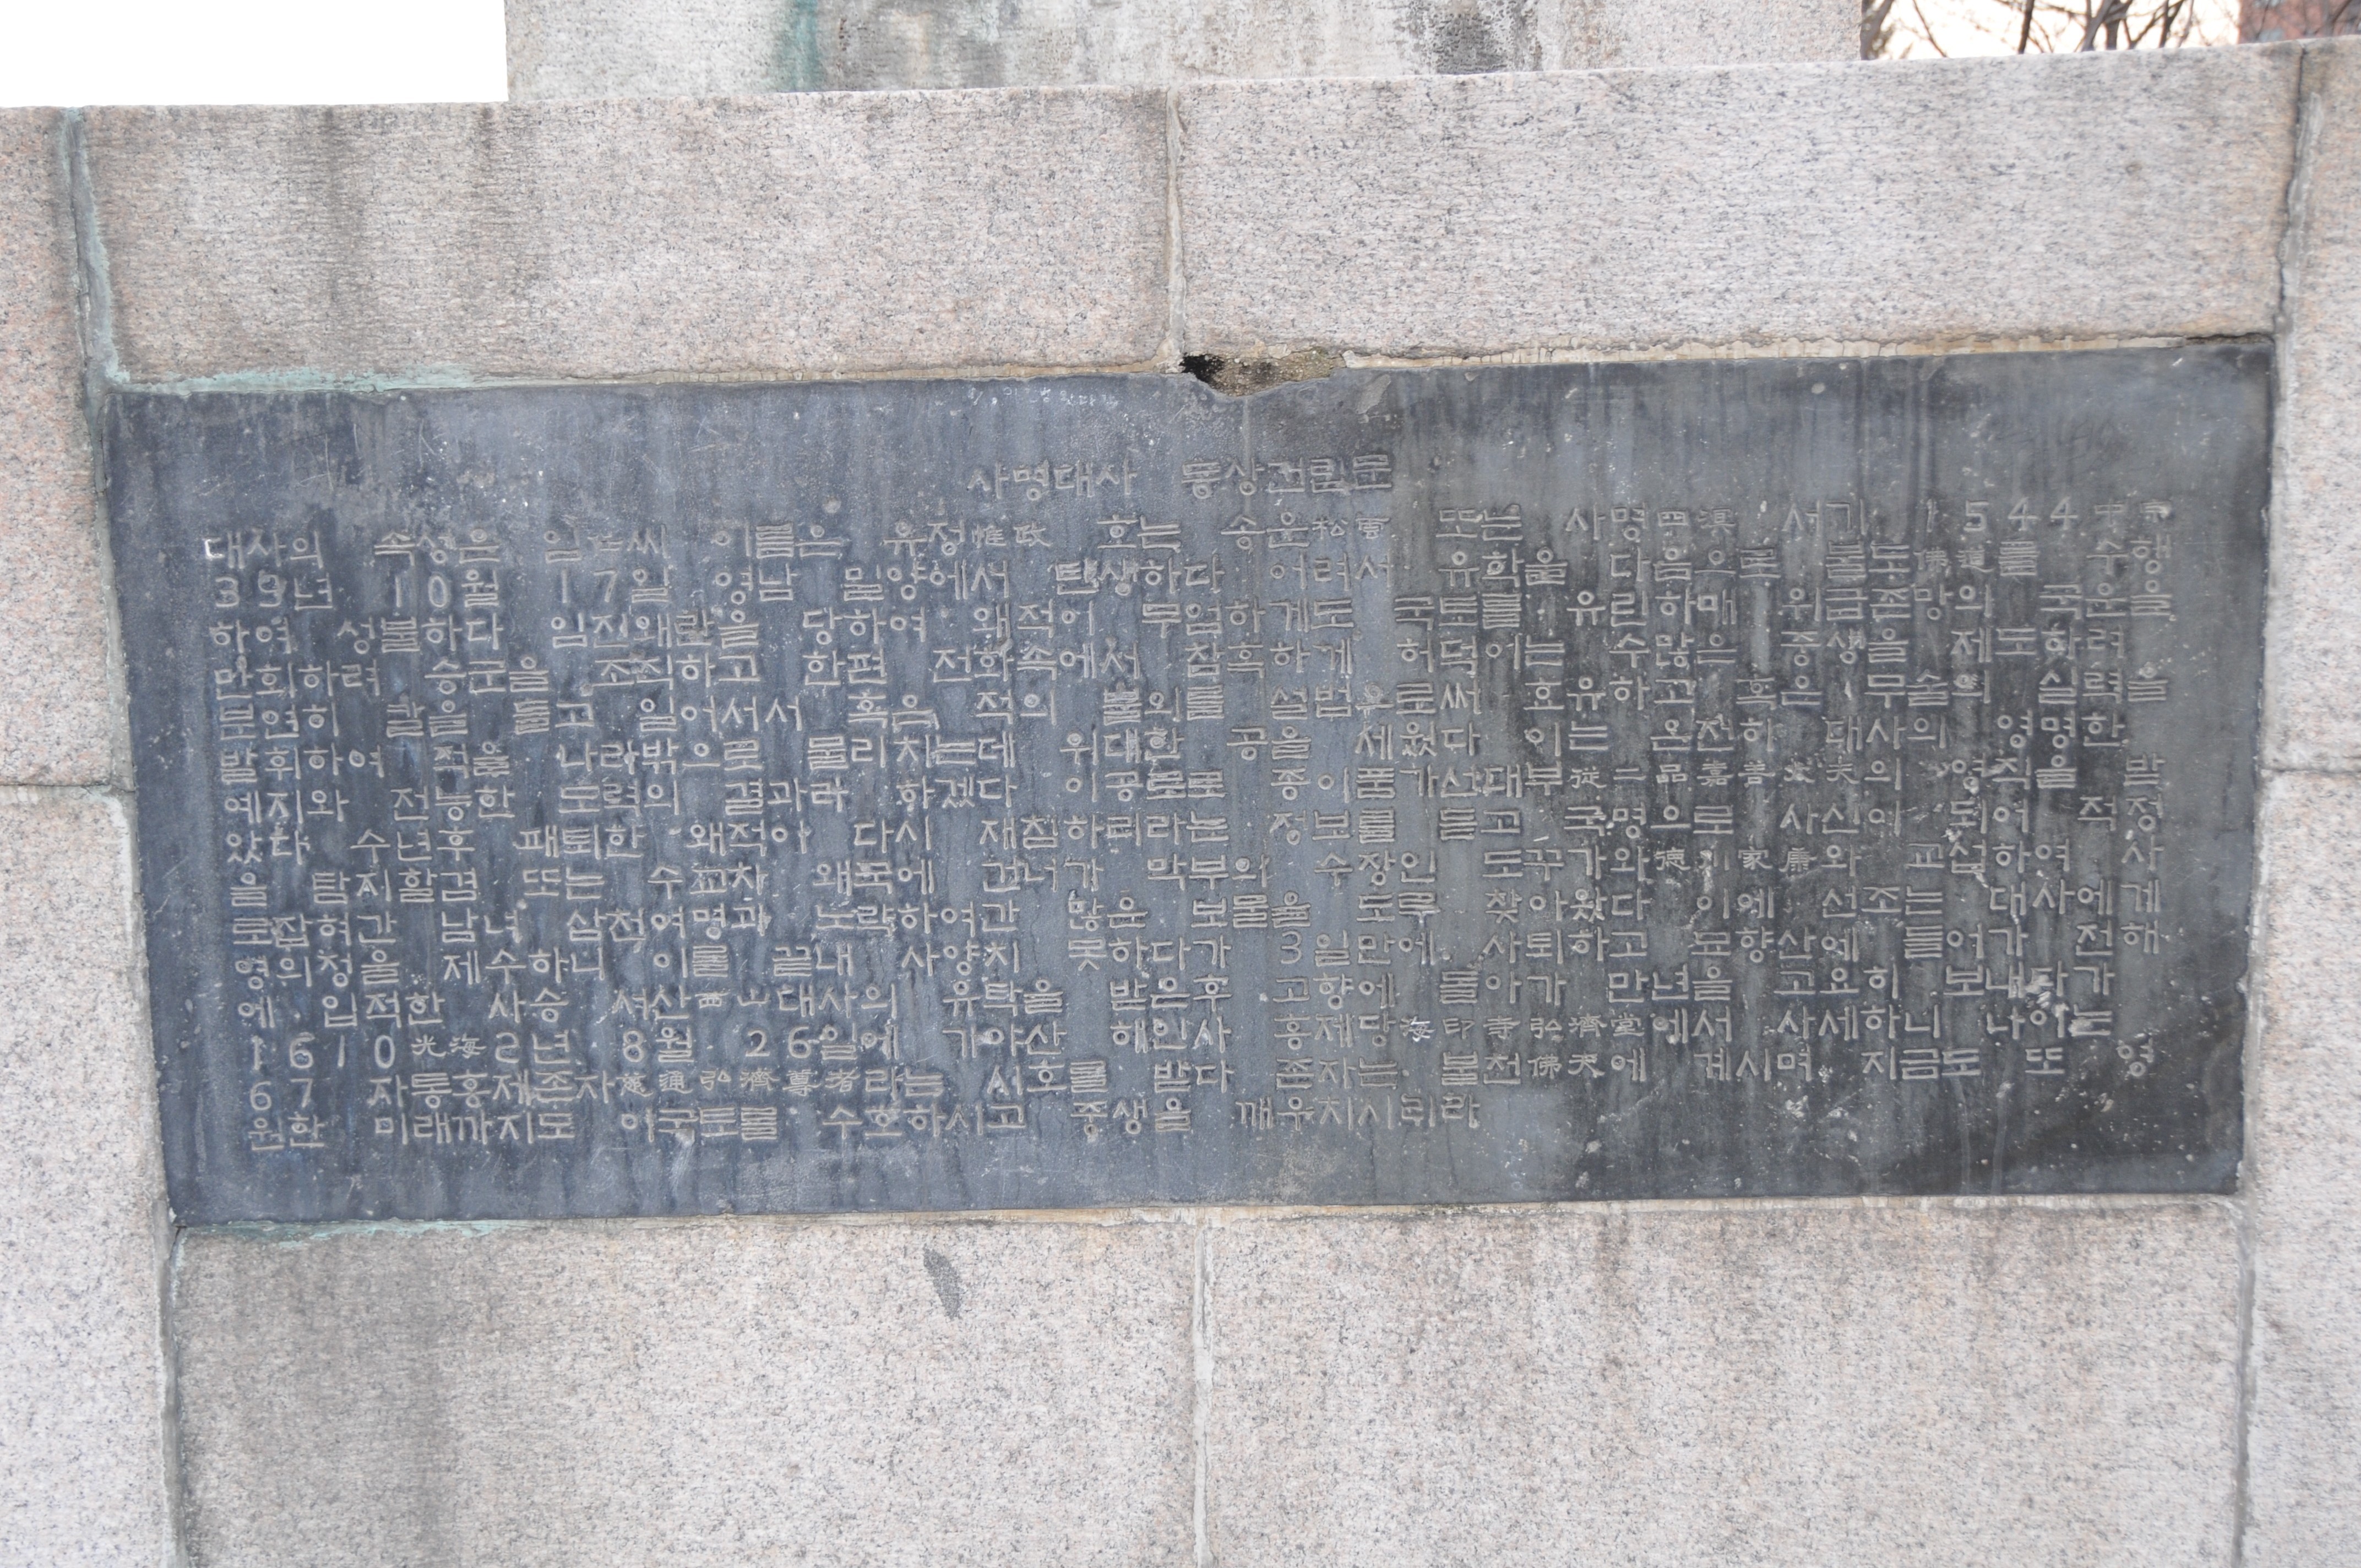 사명대사 동상건립문
대사의 속성은 임任씨 이름은 유정惟政 호는 송운松雲 또는 사명四溟 서기 1544中宗
39년 10월 17일 영남 밀양에서 탄생하다 어려서 유학을 다음으로 불도佛道를 수행
하여 성불하다 임진왜란을 당하여 왜적이 무엄하게도 국토를 유린하매 위급존망의 국운을
만회하려 승군을 조직하고 한편 전화속에서 참혹하게 허덕이는 수많은 중생을 제도하려
분연히 칼을 들고 일어서서 혹은 적의 불의를 설법으로써 호유하고 혹은 무술의 실력을
발휘하여 적을 나라밖으로 물리치는데 위대한 공을 세웠다 이는 온전히 대사의 영명한
예지와 전능한 도력의 결과라 하겠다 이공로로 종이품가선대부從二品嘉善大夫의 영직을 받
았다 수년후 패퇴한 왜적이 다시 재침하리라는 정보를 듣고 국명으로 사신이 되여 적정
을 탐지할겸 또는 수교차 왜국에 건너가 막부의 수장인 도꾸가와德川家康와 교섭하여 사
로잡혀간 남녀 삼천여명과 노략하여간 많은 보물을 도루 찾아왔다 이에 선조는 대사에게
영의정을 제수하니 이를 끝내 사양치 못하다가 3일만에 사퇴하고 묘향산에 들어가 전해
에 입적한 사승 서산西山대사의 유탁을 받은후 고향에 돌아가 만년을 고요히 보내다가
1610光海2년 8월 26일에 가야산 해인사 홍제당海印寺弘濟堂에서 사세하니 나이는
67 자통홍제존자慈通弘濟尊者라는 시호를 받다 존자는 불천佛天에 계시며 지금도 또 영
원한 미래까지도 이국토를 수호하시고 중생을 깨우치시리라